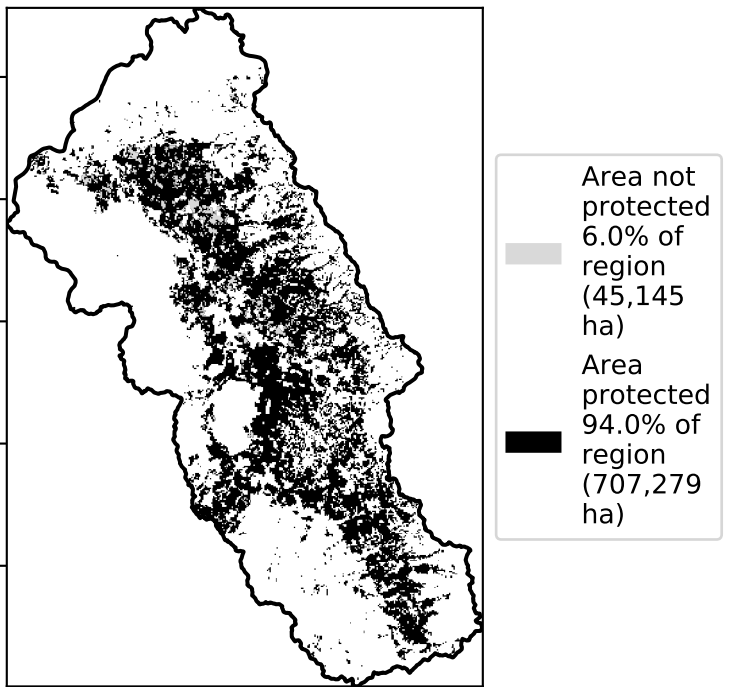 Area not
protected
6.0% of
region
(45,145
ha)
Area
protected
94.0% of
region
(707,279
ha)